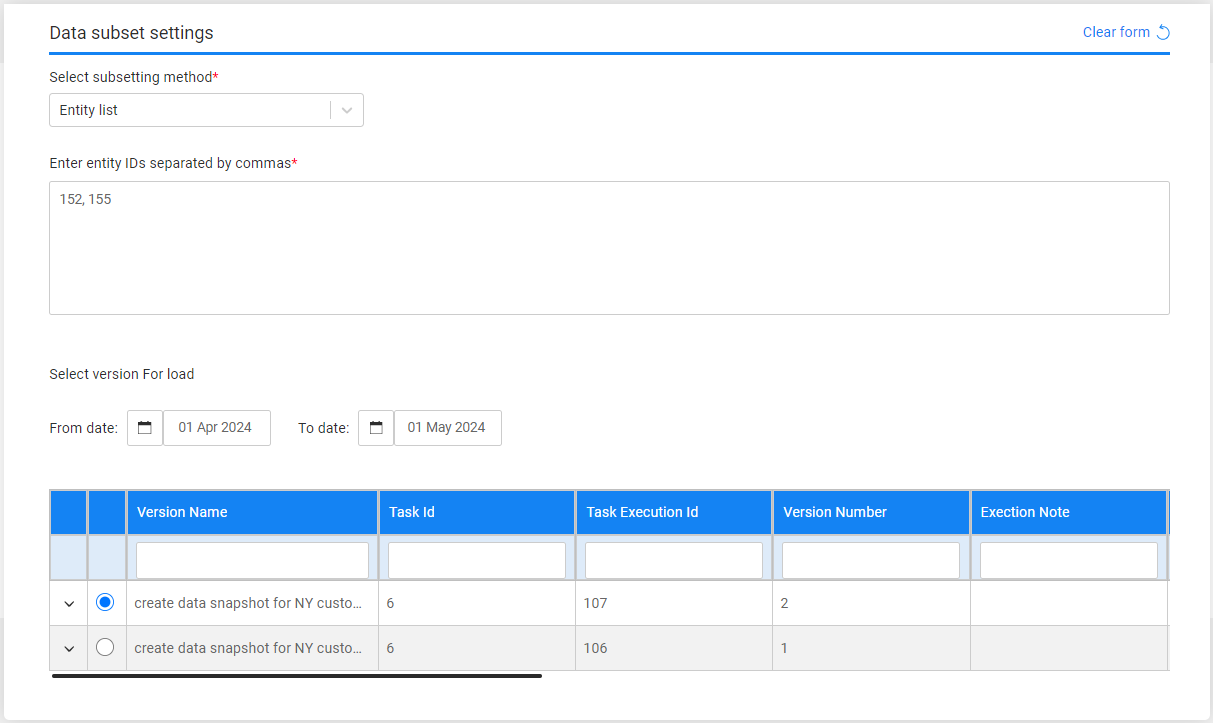 Data subset settings
Clear form
Select subsetting method*
Entity list
Enter entity IDs separated by commas*
152, 155
Select version For load
From date: 01 Apr 2024 To date: 01 May 2024
Version Name Task Id Task Execution Id Version Number Exection Note
create data snapshot for NY custo... 6 107 2
create data snapshot for NY custo... 6 106 1